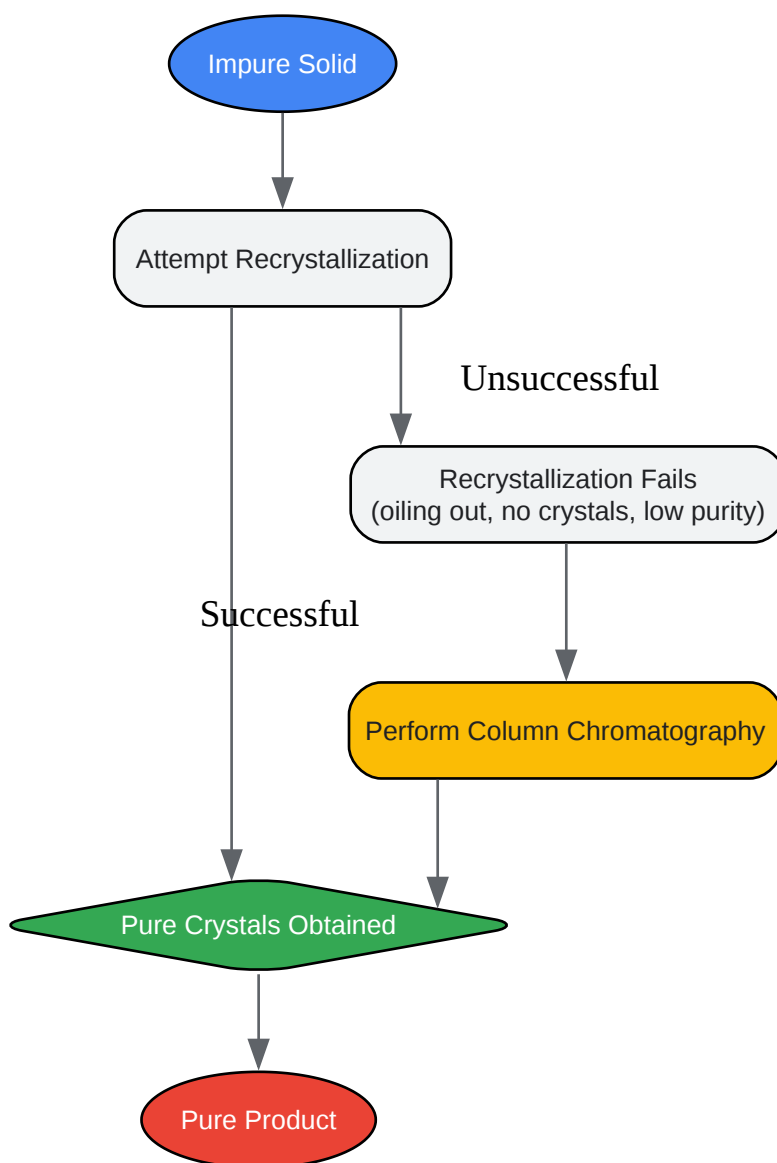 Impure Solid
Attempt Recrystallization
Unsuccessful
Recrystallization Fails
(oiling out, no crystals, low purity)
Successful
Perform Column Chromatography
Pure Crystals Obtained
Pure Product